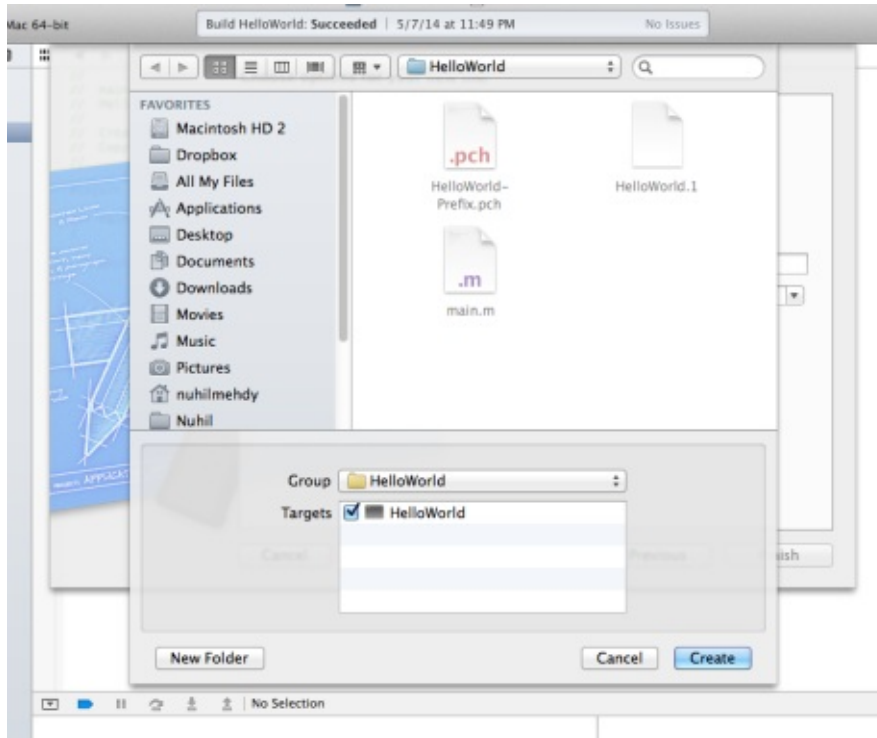 Mac 64-bit
Build HelloWorld: Succeeded | 5/7/14 at 11:49 PM
No Issues
HelloWorld
FAVORITES
Macintosh HD 2
Dropbox
All My Files
Applications
Desktop
Documents
Downloads
Movies
Music
Pictures
nuhilmehdy
Nuhil
.pch
HelloWorld-
Prefix.pch
HelloWorld.1
.m
main.m
Group HelloWorld
Targets HelloWorld
Cancel
Previous
New Folder
Cancel
Create
No Selection